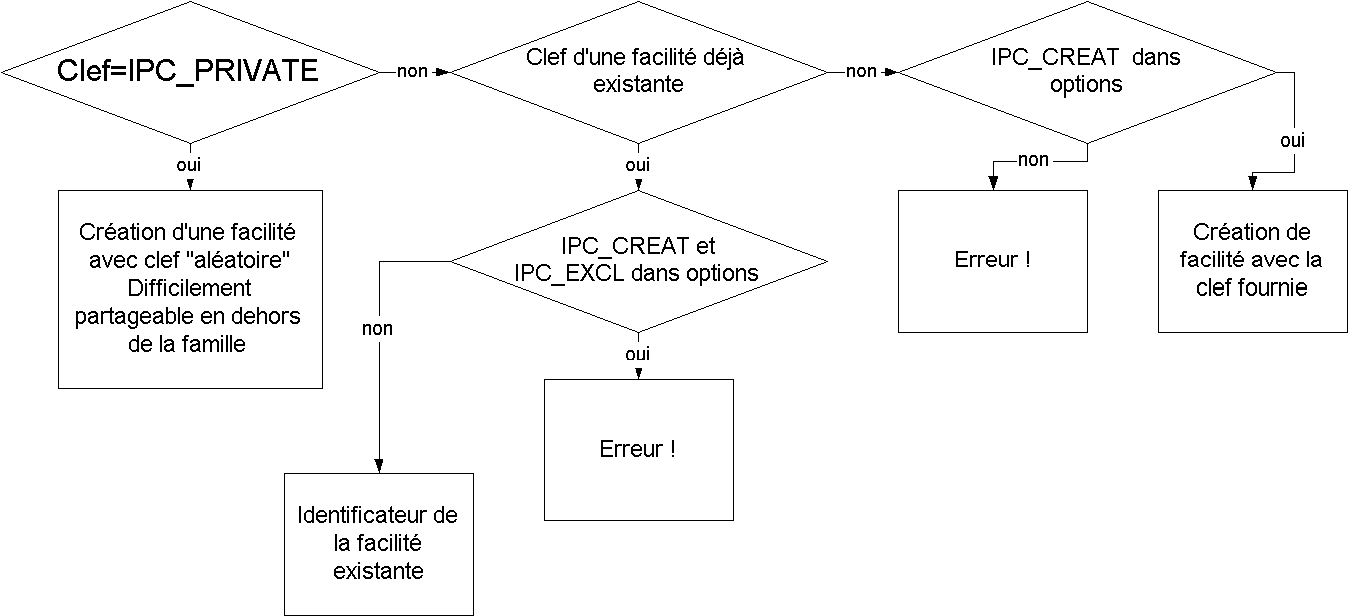 Clef=IPC_PRIVATE
non
Clef d'une facilité déjà
existante
non
IPC_CREAT dans
options
oui
oui
non
oui
Création d'une facilité
avec clef "aléatoire"
Difficilement
partageable en dehors
de la famille
IPC_CREAT et
IPC_EXCL dans options
Erreur !
Création de
facilité avec la
clef fournie
non
oui
Erreur !
Identificateur de
la facilité
existante